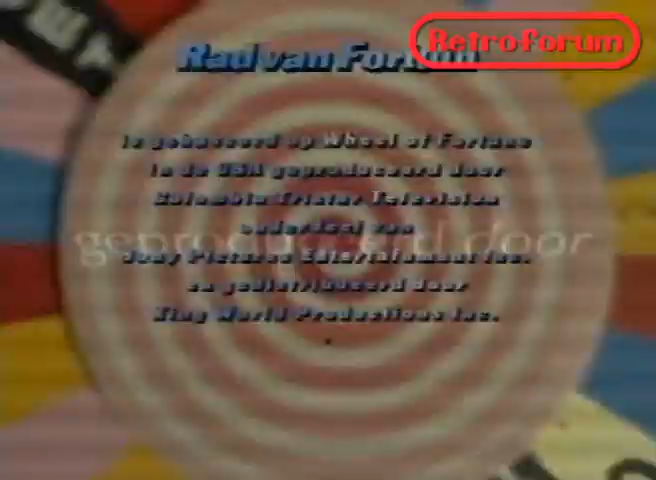 Retroforum
Rad van Fortuin
Is gebaseerd op Wheel of Fortune
In de USA geproduceerd door
Columbia Tristar Television
onderdeel van
geproduceerd door
Sony Pictures Entertainment Inc.
en gedistribueerd door
King World Productions Inc.